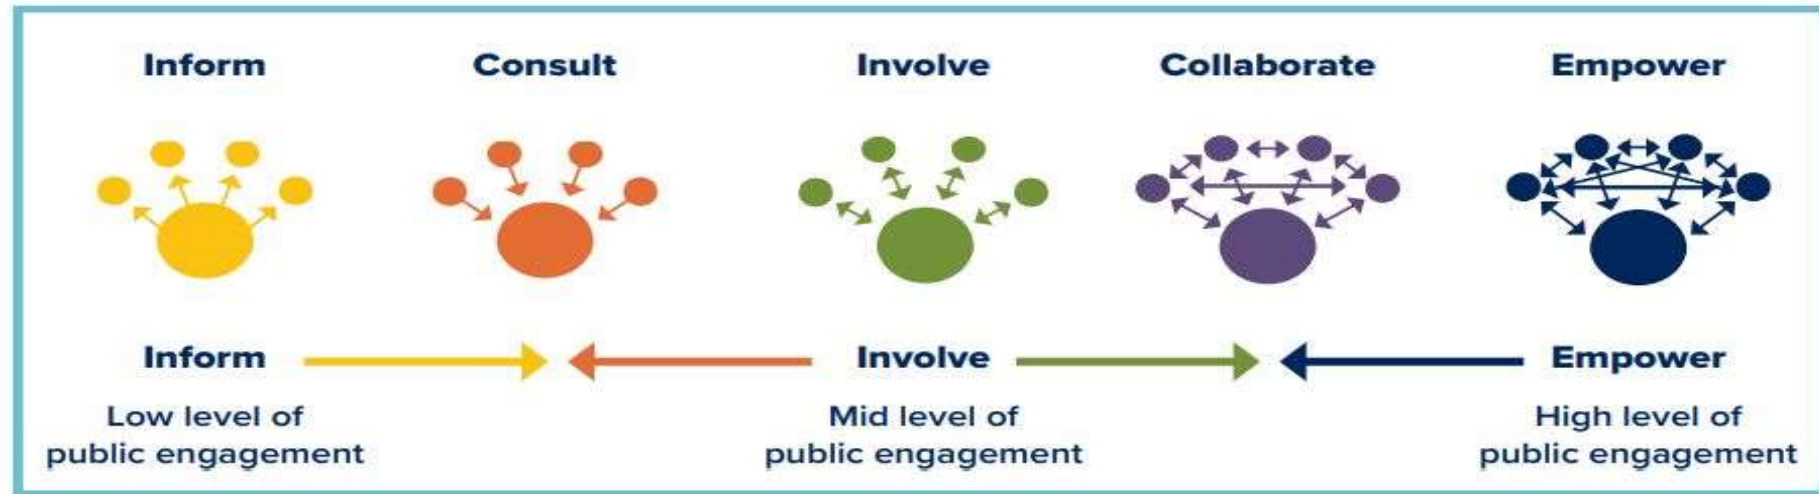 Inform Consult Involve Collaborate Empower
Inform Involve Empower
Low level of Mid level of High level of
public engagement public engagement public engagement